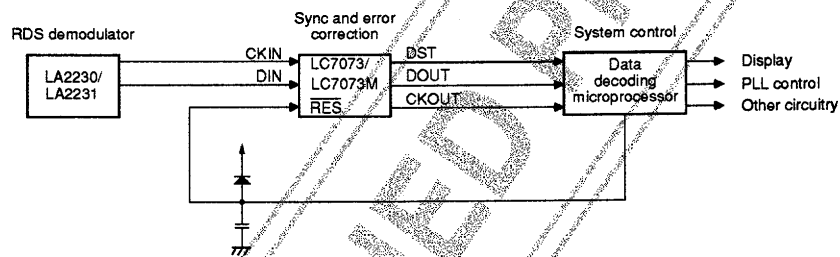 RDS demodulator
LA2230/
LA2231
CKIN
DIN
Sync and error
correction
LC7073/
LC7073M
RES
DST
DOUT
CKOUT
System control
Data
decoding
microprocessor
Display
PLL control
Other circuitry